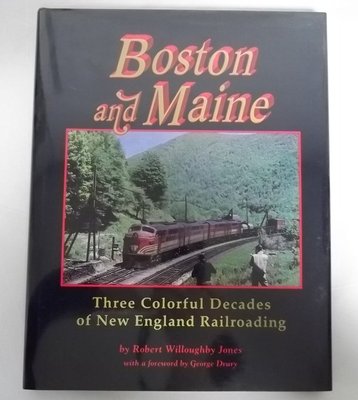 Boston
and Maine
Three Colorful Decades
of New England Railroading
by Robert Willoughby Jones
with a foreword by George Drury